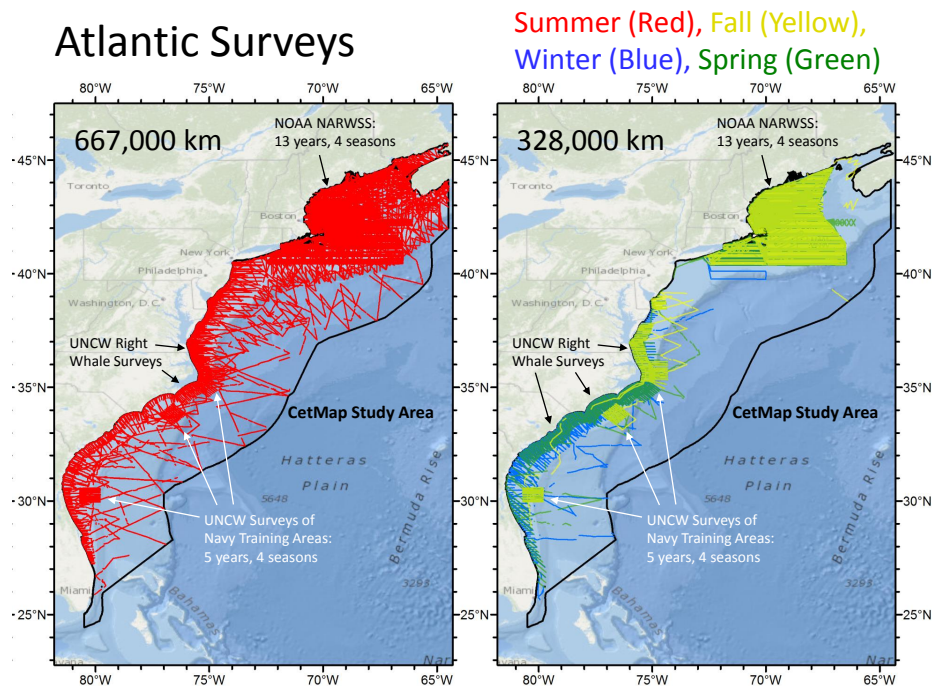 Atlantic Surveys
Summer (Red), Fall (Yellow),
Winter (Blue), Spring (Green)
80°W 75°W 70°W 65°W
667,000 km
NOAA NARWSS:
13 years, 4 seasons
45°N
Toronto
Boston
New York
40°N
Philadelphia
Washington, D.C.
UNCW Right
Whale Surveys
35°N
CetMap Study Area
Hatteras
Plain
30°N
5648
Bermuda Rise
UNCW Surveys of
Navy Training Areas:
5 years, 4 seasons
3293
Miami
Bahamas
25°N
vana
Nar
80°W 75°W 70°W 65°W
80°W 75°W 70°W 65°W
328,000 km
NOAA NARWSS:
13 years, 4 seasons
45°N
Toronto
Boston
New York
40°N
Philadelphia
Washington, D.C.
UNCW Right
Whale Surveys
35°N
CetMap Study Area
Hatteras
Plain
30°N
5648
Bermuda Rise
UNCW Surveys of
Navy Training Areas:
5 years, 4 seasons
3293
Miami
Bahamas
25°N
vana
Nar
80°W 75°W 70°W 65°W